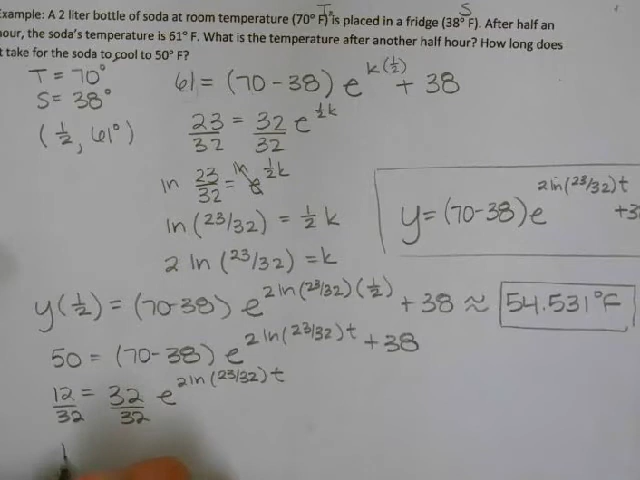 Example: A 2 liter bottle of soda at room temperature (70° F) is placed in a fridge (38° F). After half an
T
S
hour, the soda's temperature is 61° F. What is the temperature after another half hour? How long does
t take for the soda to cool to 50° F?
T = 70°
S = 38°
(½, 61°)
61 = (70 - 38) e^k(½) + 38
23/32 = 32/32 e^½k
ln 23/32 = ln e^½k
ln (23/32) = ½ k
2 ln (23/32) = k
y = (70-38) e^2ln(23/32)t +3
y(½) = (70-38) e^2ln(23/32)(½) + 38 ≈ 54.531°F
50 = (70-38) e^2ln(23/32)t + 38
12/32 = 32/32 e^2ln(23/32)t